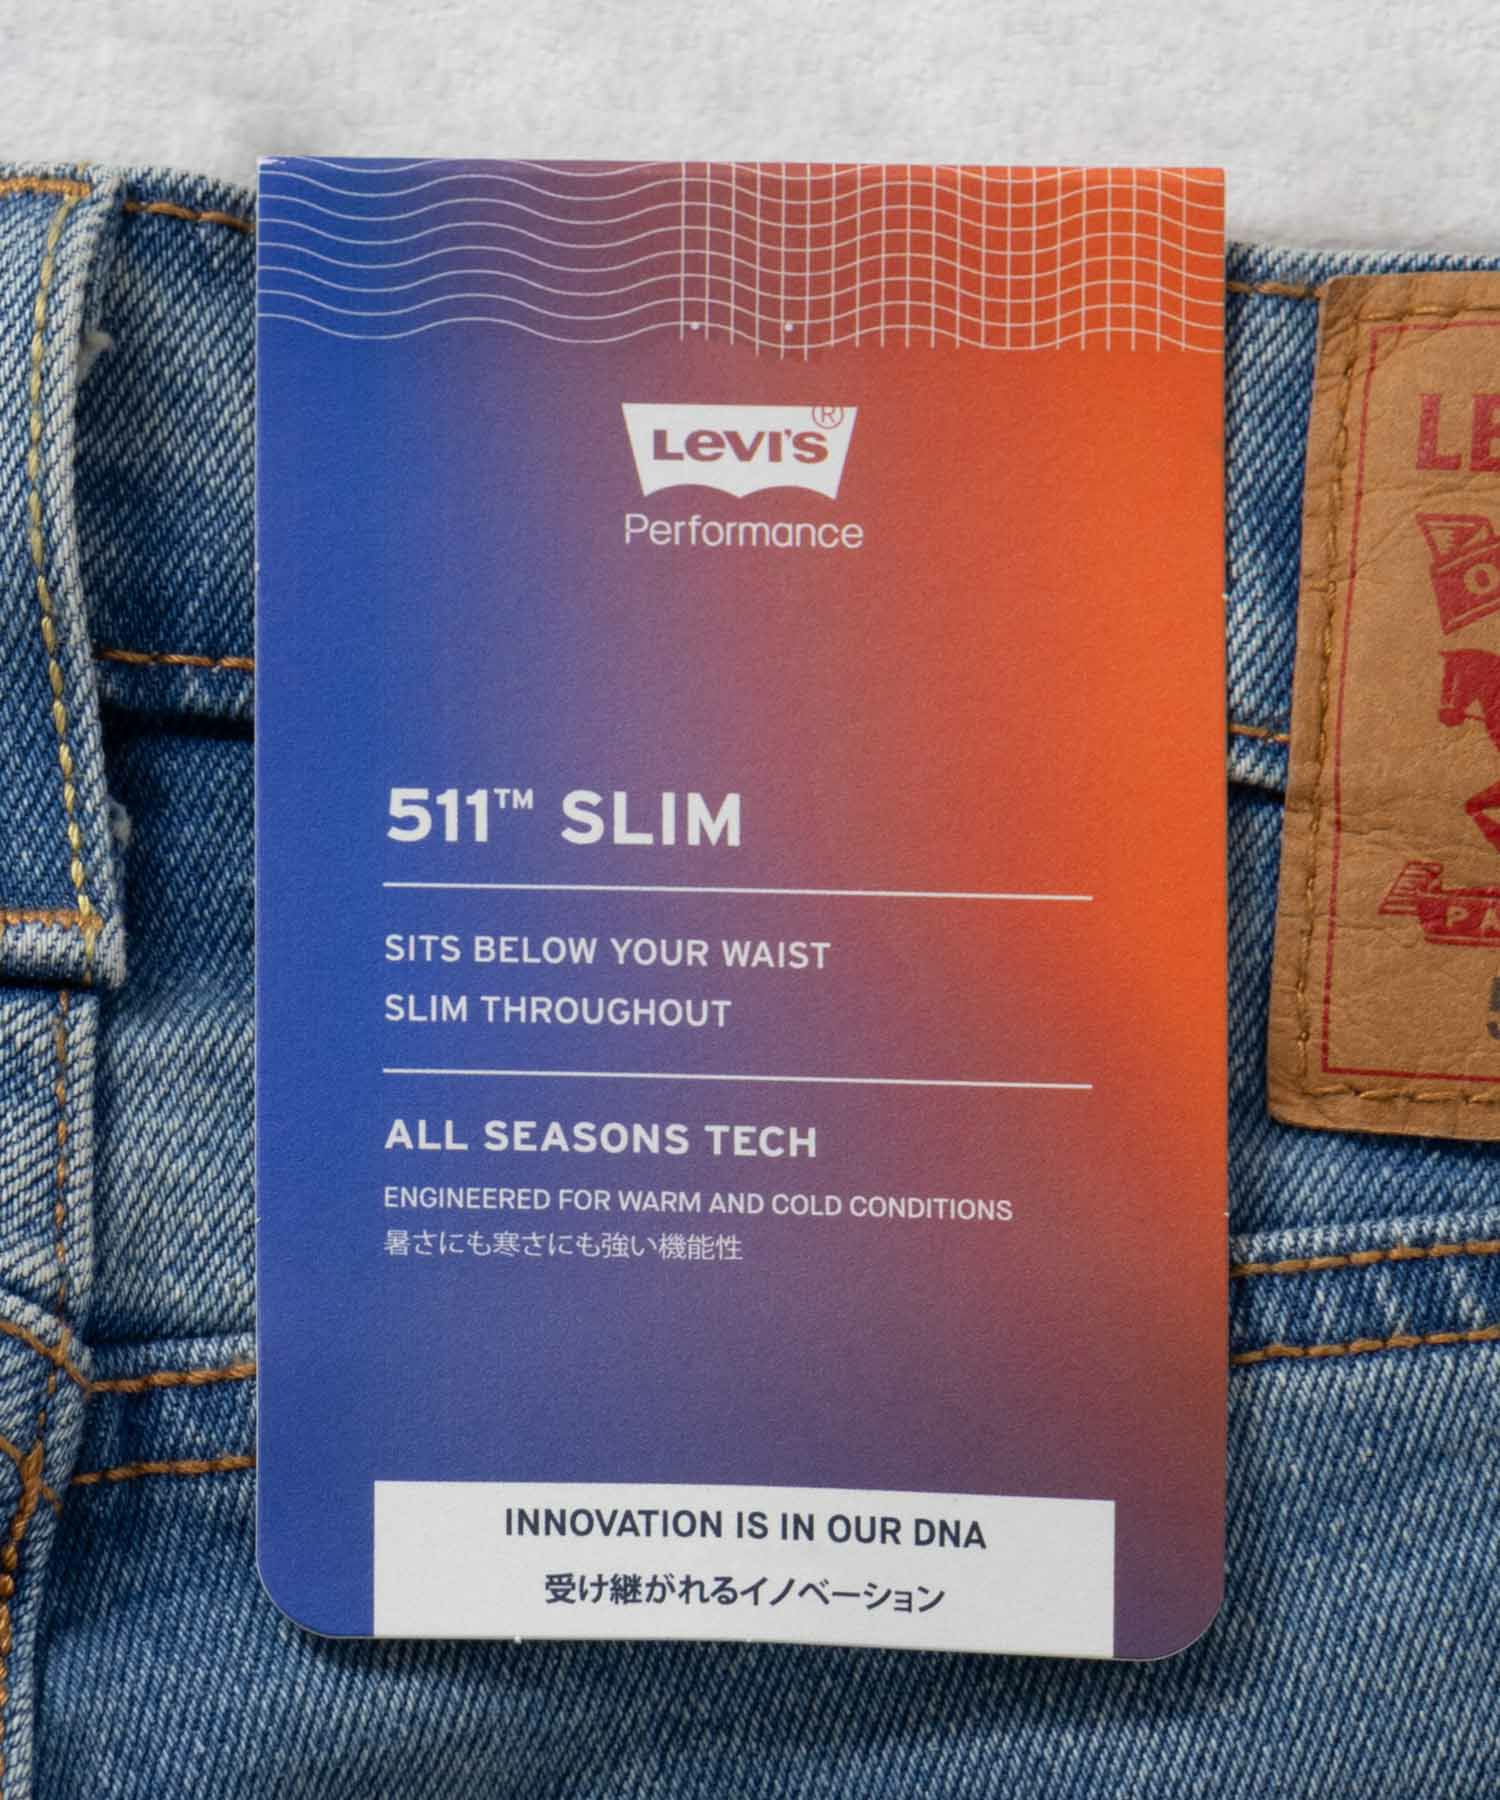 Levi's®
Performance
511™ SLIM
SITS BELOW YOUR WAIST
SLIM THROUGHOUT
ALL SEASONS TECH
ENGINEERED FOR WARM AND COLD CONDITIONS
暑さにも寒さにも強い機能性
INNOVATION IS IN OUR DNA
受け継がれるイノベーション